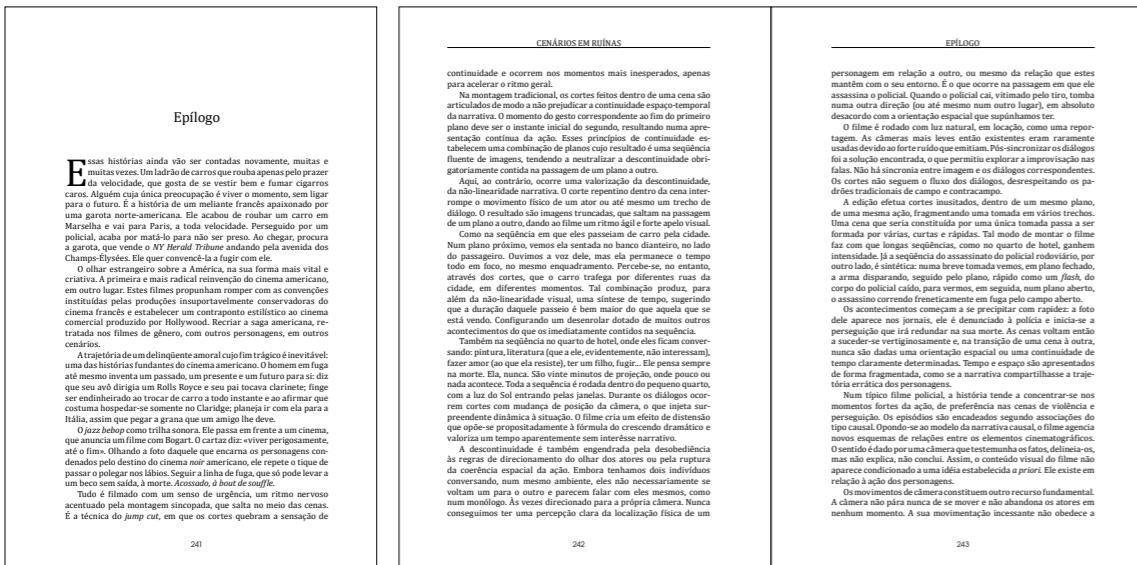 Epílogo
Essas histórias ainda vão ser contadas novamente, muitas e
muitas vezes. Um ladrão de carros que rouba apenas pelo prazer
da velocidade, que gosta de se vestir bem e fumar cigarros
caros. Alguém cuja única preocupação é viver o momento, sem ligar
para o futuro. É a história de um meliante francês apaixonado por
uma garota norte-americana. Ele acabou de roubar um carro em
Marselha e vai para Paris, a toda velocidade. Perseguido por um
policial, acaba por matá-lo para não ser preso. Ao chegar, procura
a garota, que vende o NY Herald Tribune andando pela avenida dos
Champs-Élysées. Ele quer convencê-la a fugir com ele.
O olhar estrangeiro sobre a América, na sua forma mais vital e
criativa. A primeira e mais radical reinvenção do cinema americano,
em outro lugar. Estes filmes propunham romper com as convenções
instituídas pelas produções insuportavelmente conservadoras do
cinema francês e estabelecer um contraponto estilístico ao cinema
comercial produzido por Hollywood. Recriar a saga americana, re-
tratada nos filmes de gênero, com outros personagens, em outros
cenários.
A trajetória de um delinqüente amoral cujo fim trágico é inevitável:
uma das histórias fundantes do cinema americano. O homem em fuga
até mesmo inventa um passado, um presente e um futuro para si: diz
que seu avô dirigia um Rolls Royce e seu pai tocava clarinete; finge
ser endinheirado ao trocar de carro a todo instante e ao afirmar que
costuma hospedar-se somente no Claridge; planeja ir com ela para a
Itália, assim que pegar a grana que um amigo lhe deve.
O jazz bebop como trilha sonora. Ele passa em frente a um cinema,
que anuncia um filme com Bogart. O cartaz diz: «viver perigosamente,
até o fim». Olhando a foto daquele que encarna os personagens con-
denados pelo destino do cinema noir americano, ele repete o tique de
passar o polegar nos lábios. Seguir a linha de fuga, que só pode levar a
um beco sem saída, à morte. Acossado, à bout de souffle.
Tudo é filmado com um senso de urgência, um ritmo nervoso
acentuado pela montagem sincopada, que salta no meio das cenas.
É a técnica do jump cut, em que os cortes quebram a sensação de
241
CENÁRIOS EM RUÍNAS
continuidade e ocorrem nos momentos mais inesperados, apenas
para acelerar o ritmo geral.
Na montagem tradicional, os cortes feitos dentro de uma cena são
articulados de modo a não prejudicar a continuidade espaço-temporal
da narrativa. O momento do gesto correspondente ao fim do primeiro
plano deve ser o instante inicial do segundo, resultando numa apre-
sentação contínua da ação. Esses princípios de continuidade es-
tabelecem uma combinação de planos cujo resultado é uma seqüência
fluente de imagens, tendendo a neutralizar a descontinuidade obri-
gatoriamente contida na passagem de um plano a outro.
Aqui, ao contrário, ocorre uma valorização da descontinuidade,
da não-linearidade narrativa. O corte repentino dentro da cena inter-
rompe o movimento físico de um ator ou até mesmo um trecho de
diálogo. O resultado são imagens truncadas, que saltam na passagem
de um plano a outro, dando ao filme um ritmo ágil e forte apelo visual.
Como na seqüência em que eles passeiam de carro pela cidade.
Num plano próximo, vemos ela sentada no banco dianteiro, no lado
do passageiro. Ouvimos a voz dele, mas ela permanece o tempo
todo em foco, no mesmo enquadramento. Percebe-se, no entanto,
através dos cortes, que o carro trafega por diferentes ruas da
cidade, em diferentes momentos. Tal combinação produz, para
além da não-linearidade visual, uma síntese de tempo, sugerindo
que a duração daquele passeio é bem maior do que aquela que se
está vendo. Configurando um desenrolar dotado de muitos outros
acontecimentos do que os imediatamente contidos na sequência.
Também na seqüência no quarto de hotel, onde eles ficam conver-
sando: pintura, literatura (que a ele, evidentemente, não interessam),
fazer amor (ao que ela resiste), ter um filho, fugir... Ele pensa sempre
na morte. Ela, nunca. São vinte minutos de projeção, onde pouco ou
nada acontece. Toda a sequência é rodada dentro do pequeno quarto,
com a luz do Sol entrando pelas janelas. Durante os diálogos ocor-
rem cortes com mudança de posição da câmera, o que injeta sur-
preendente dinâmica à situação. O filme cria um efeito de distensão
que opõe-se propositadamente à fórmula do crescendo dramático e
valoriza um tempo aparentemente sem interêsse narrativo.
A descontinuidade é também engendrada pela desobediência
às regras de direcionamento do olhar dos atores ou pela ruptura
da coerência espacial da ação. Embora tenhamos dois indivíduos
conversando, num mesmo ambiente, eles não necessariamente se
voltam um para o outro e parecem falar com eles mesmos, como
num monólogo. Às vezes direcionado para a própria câmera. Nunca
conseguimos ter uma percepção clara da localização física de um
242
EPÍLOGO
personagem em relação a outro, ou mesmo da relação que estes
mantêm com o seu entorno. É o que ocorre na passagem em que ele
assassina o policial. Quando o policial cai, vitimado pelo tiro, tomba
numa outra direção (ou até mesmo num outro lugar), em absoluto
desacordo com a orientação espacial que supúnhamos ter.
O filme é rodado com luz natural, em locação, como uma repor-
tagem. As câmeras mais leves então existentes eram raramente
usadas devido ao forte ruído que emitiam. Pós-sincronizar os diálogos
foi a solução encontrada, o que permitiu explorar a improvisação nas
falas. Não há sincronia entre imagem e os diálogos correspondentes.
Os cortes não seguem o fluxo dos diálogos, desrespeitando os pa-
drões tradicionais de campo e contracampo.
A edição efetua cortes inusitados, dentro de um mesmo plano,
de uma mesma ação, fragmentando uma tomada em vários trechos.
Uma cena que seria constituída por uma única tomada passa a ser
formada por várias, curtas e rápidas. Tal modo de montar o filme
faz com que longas seqüências, como no quarto de hotel, ganhem
intensidade. Já a seqüência do assassinato do policial rodoviário, por
outro lado, é sintética: numa breve tomada vemos, em plano fechado,
a arma disparando, seguido pelo plano, rápido como um flash, do
corpo do policial caído, para vermos, em seguida, num plano aberto,
o assassino correndo freneticamente em fuga pelo campo aberto.
Os acontecimentos começam a se precipitar com rapidez: a foto
dele aparece nos jornais, ele é denunciado à polícia e inicia-se a
perseguição que irá redundar na sua morte. As cenas voltam então
a suceder-se vertiginosamente e, na transição de uma cena à outra,
nunca são dadas uma orientação espacial ou uma continuidade de
tempo claramente determinadas. Tempo e espaço são apresentados
de forma fragmentada, como se a narrativa compartilhasse a traje-
tória errática dos personagens.
Num típico filme policial, a história tende a concentrar-se nos
momentos fortes da ação, de preferência nas cenas de violência e
perseguição. Os episódios são encadeados segundo associações do
tipo causal. Opondo-se ao modelo da narrativa causal, o filme agencia
novos esquemas de relações entre os elementos cinematográficos.
O sentido é dado por uma câmera que testemunha os fatos, delineia-os,
mas não explica, não conclui. Assim, o conteúdo visual do filme não
aparece condicionado a uma idéia estabelecida a priori. Ele existe em
relação à ação dos personagens.
Os movimentos de câmera constituem outro recurso fundamental.
A câmera não pára nunca de se mover e não abandona os atores em
nenhum momento. A sua movimentação incessante não obedece a
243